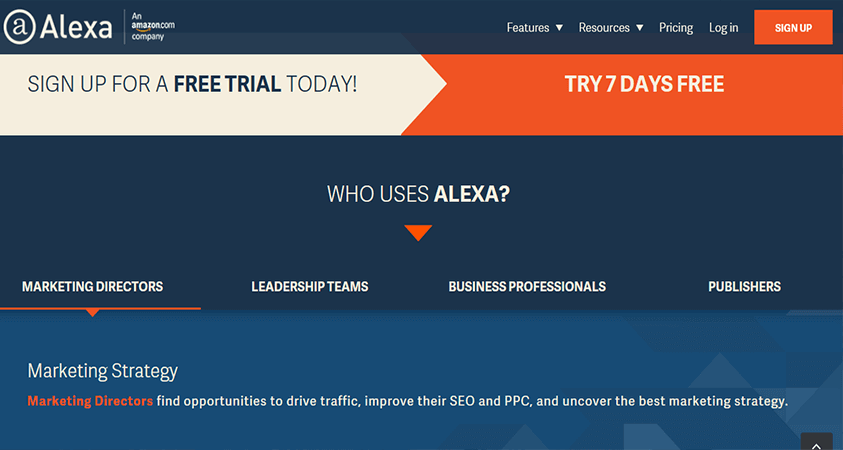 Alexa
An
amazon.com
company
Features Resources Pricing Log in SIGN UP
SIGN UP FOR A FREE TRIAL TODAY!
TRY 7 DAYS FREE
WHO USES ALEXA?
MARKETING DIRECTORS LEADERSHIP TEAMS BUSINESS PROFESSIONALS PUBLISHERS
Marketing Strategy
Marketing Directors find opportunities to drive traffic, improve their SEO and PPC, and uncover the best marketing strategy.